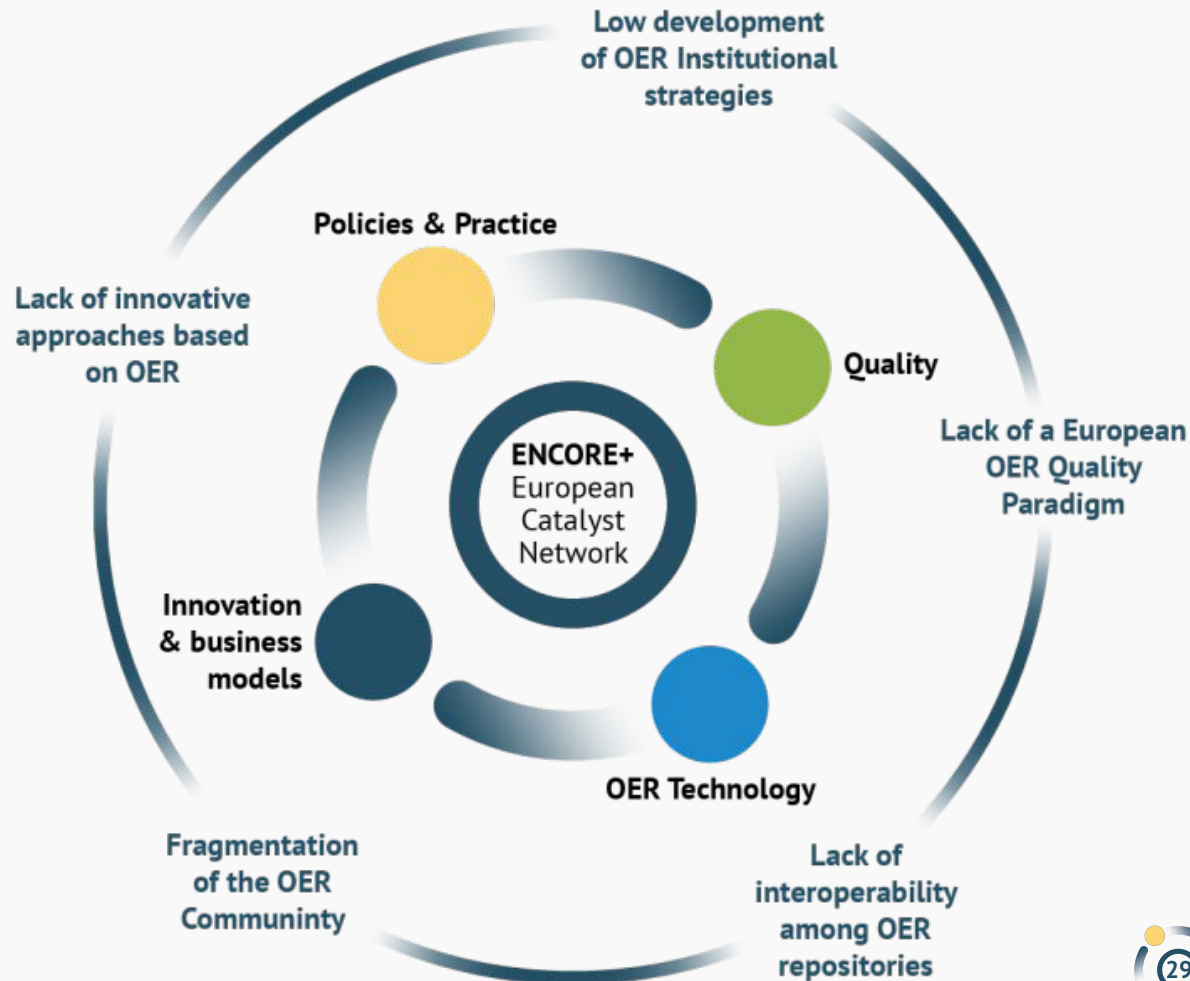 Low development
of OER Institutional
strategies
Policies & Practice
Lack of innovative
approaches based
on OER
Quality
Lack of a European
OER Quality
Paradigm
ENCORE+
European
Catalyst
Network
Innovation
& business
models
OER Technology
Fragmentation
of the OER
Communinty
Lack of
interoperability
among OER
repositories
29